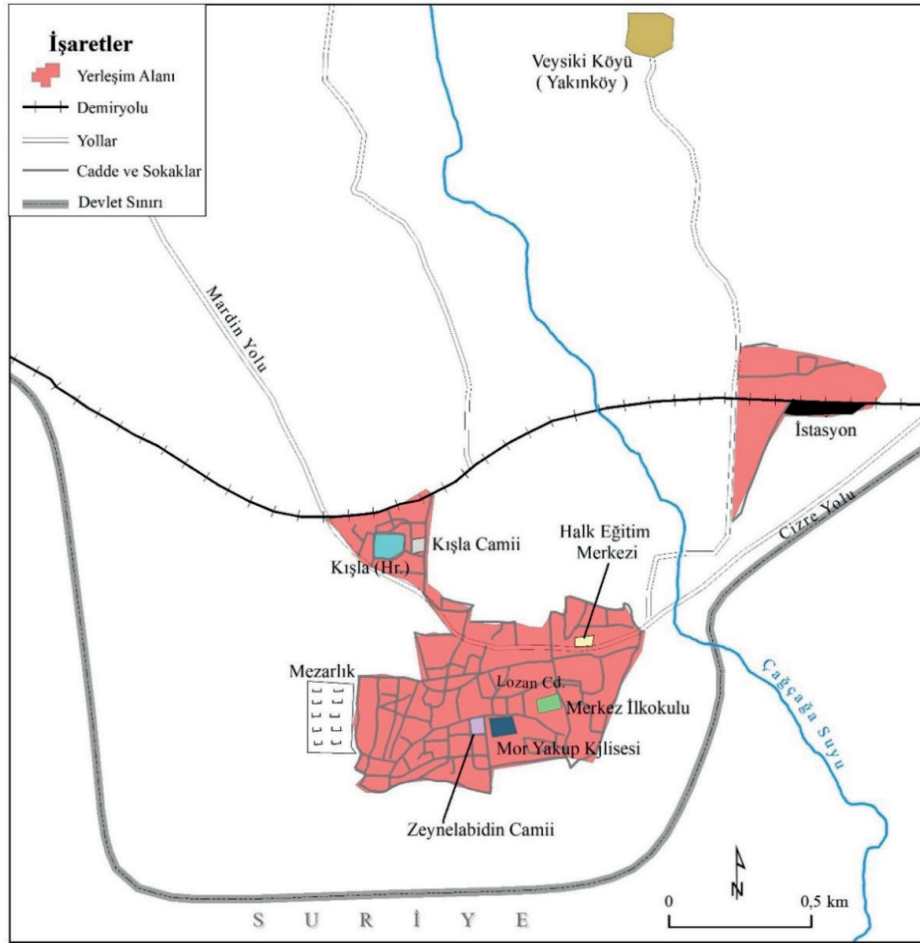 İşaretler
Yerleşim Alanı
Demiryolu
Yollar
Cadde ve Sokaklar
Devlet Sınırı
Veysiki Köyü
( Yakınköy )
Mardin Yolu
İstasyon
Cizre Yolu
Halk Eğitim
Merkezi
Kışla Camii
Kışla (Hr.)
Mezarlık
Lozan Cd.
Merkez İlkokulu
Mor Yakup Kjlisesi
Çağçağa Suyu
Zeynelabidin Camii
N
0 0,5 km
S U R İ Y E